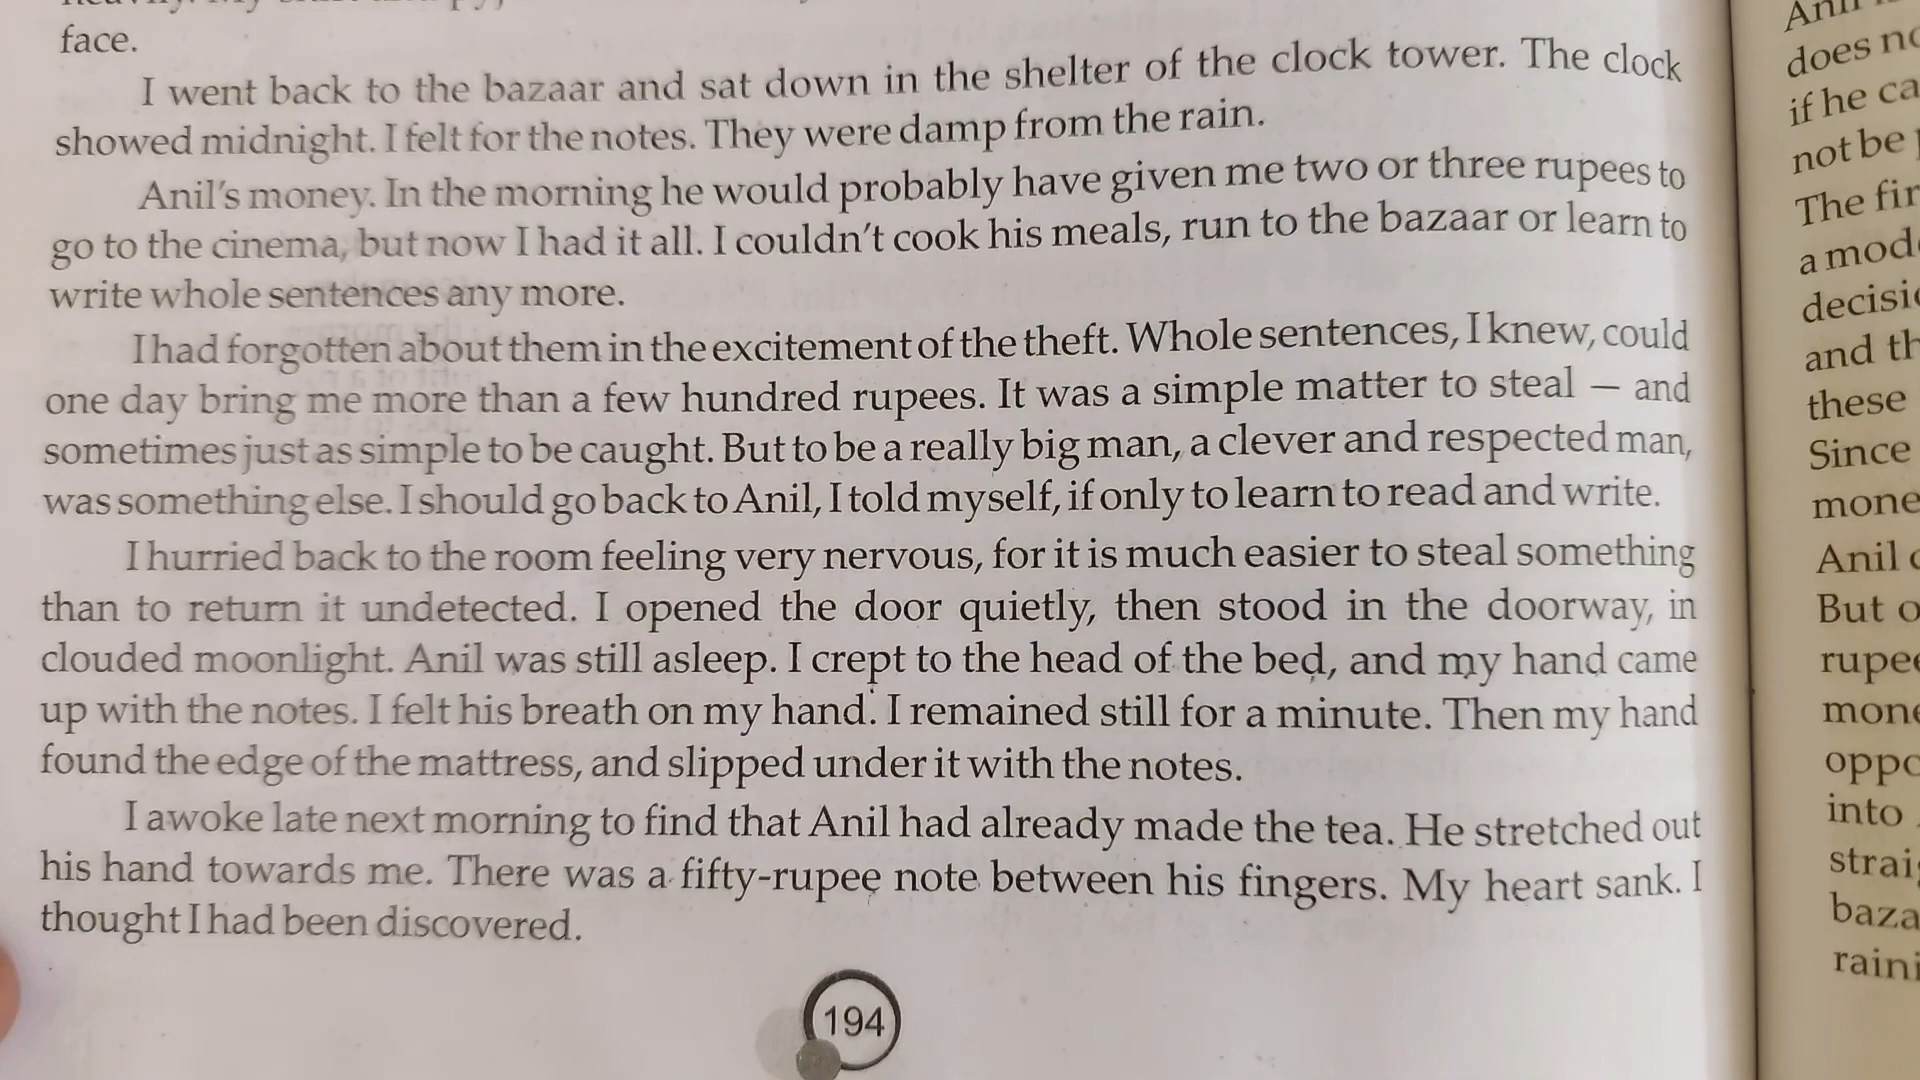 face.
I went back to the bazaar and sat down in the shelter of the clock tower. The clock
showed midnight. I felt for the notes. They were damp from the rain.
Anil's money. In the morning he would probably have given me two or three rupees to
go to the cinema, but now I had it all. I couldn't cook his meals, run to the bazaar or learn to
write whole sentences any more.
I had forgotten about them in the excitement of the theft. Whole sentences, I knew, could
one day bring me more than a few hundred rupees. It was a simple matter to steal — and
sometimes just as simple to be caught. But to be a really big man, a clever and respected man,
was something else. I should go back to Anil, I told myself, if only to learn to read and write.
I hurried back to the room feeling very nervous, for it is much easier to steal something
than to return it undetected. I opened the door quietly, then stood in the doorway, in
clouded moonlight. Anil was still asleep. I crept to the head of the bed, and my hand came
up with the notes. I felt his breath on my hand. I remained still for a minute. Then my hand
found the edge of the mattress, and slipped under it with the notes.
I awoke late next morning to find that Anil had already made the tea. He stretched out
his hand towards me. There was a fifty-rupee note between his fingers. My heart sank. I
thought I had been discovered.
194
does
if he
not be
The
a
and
these
Since
Anil
But
into